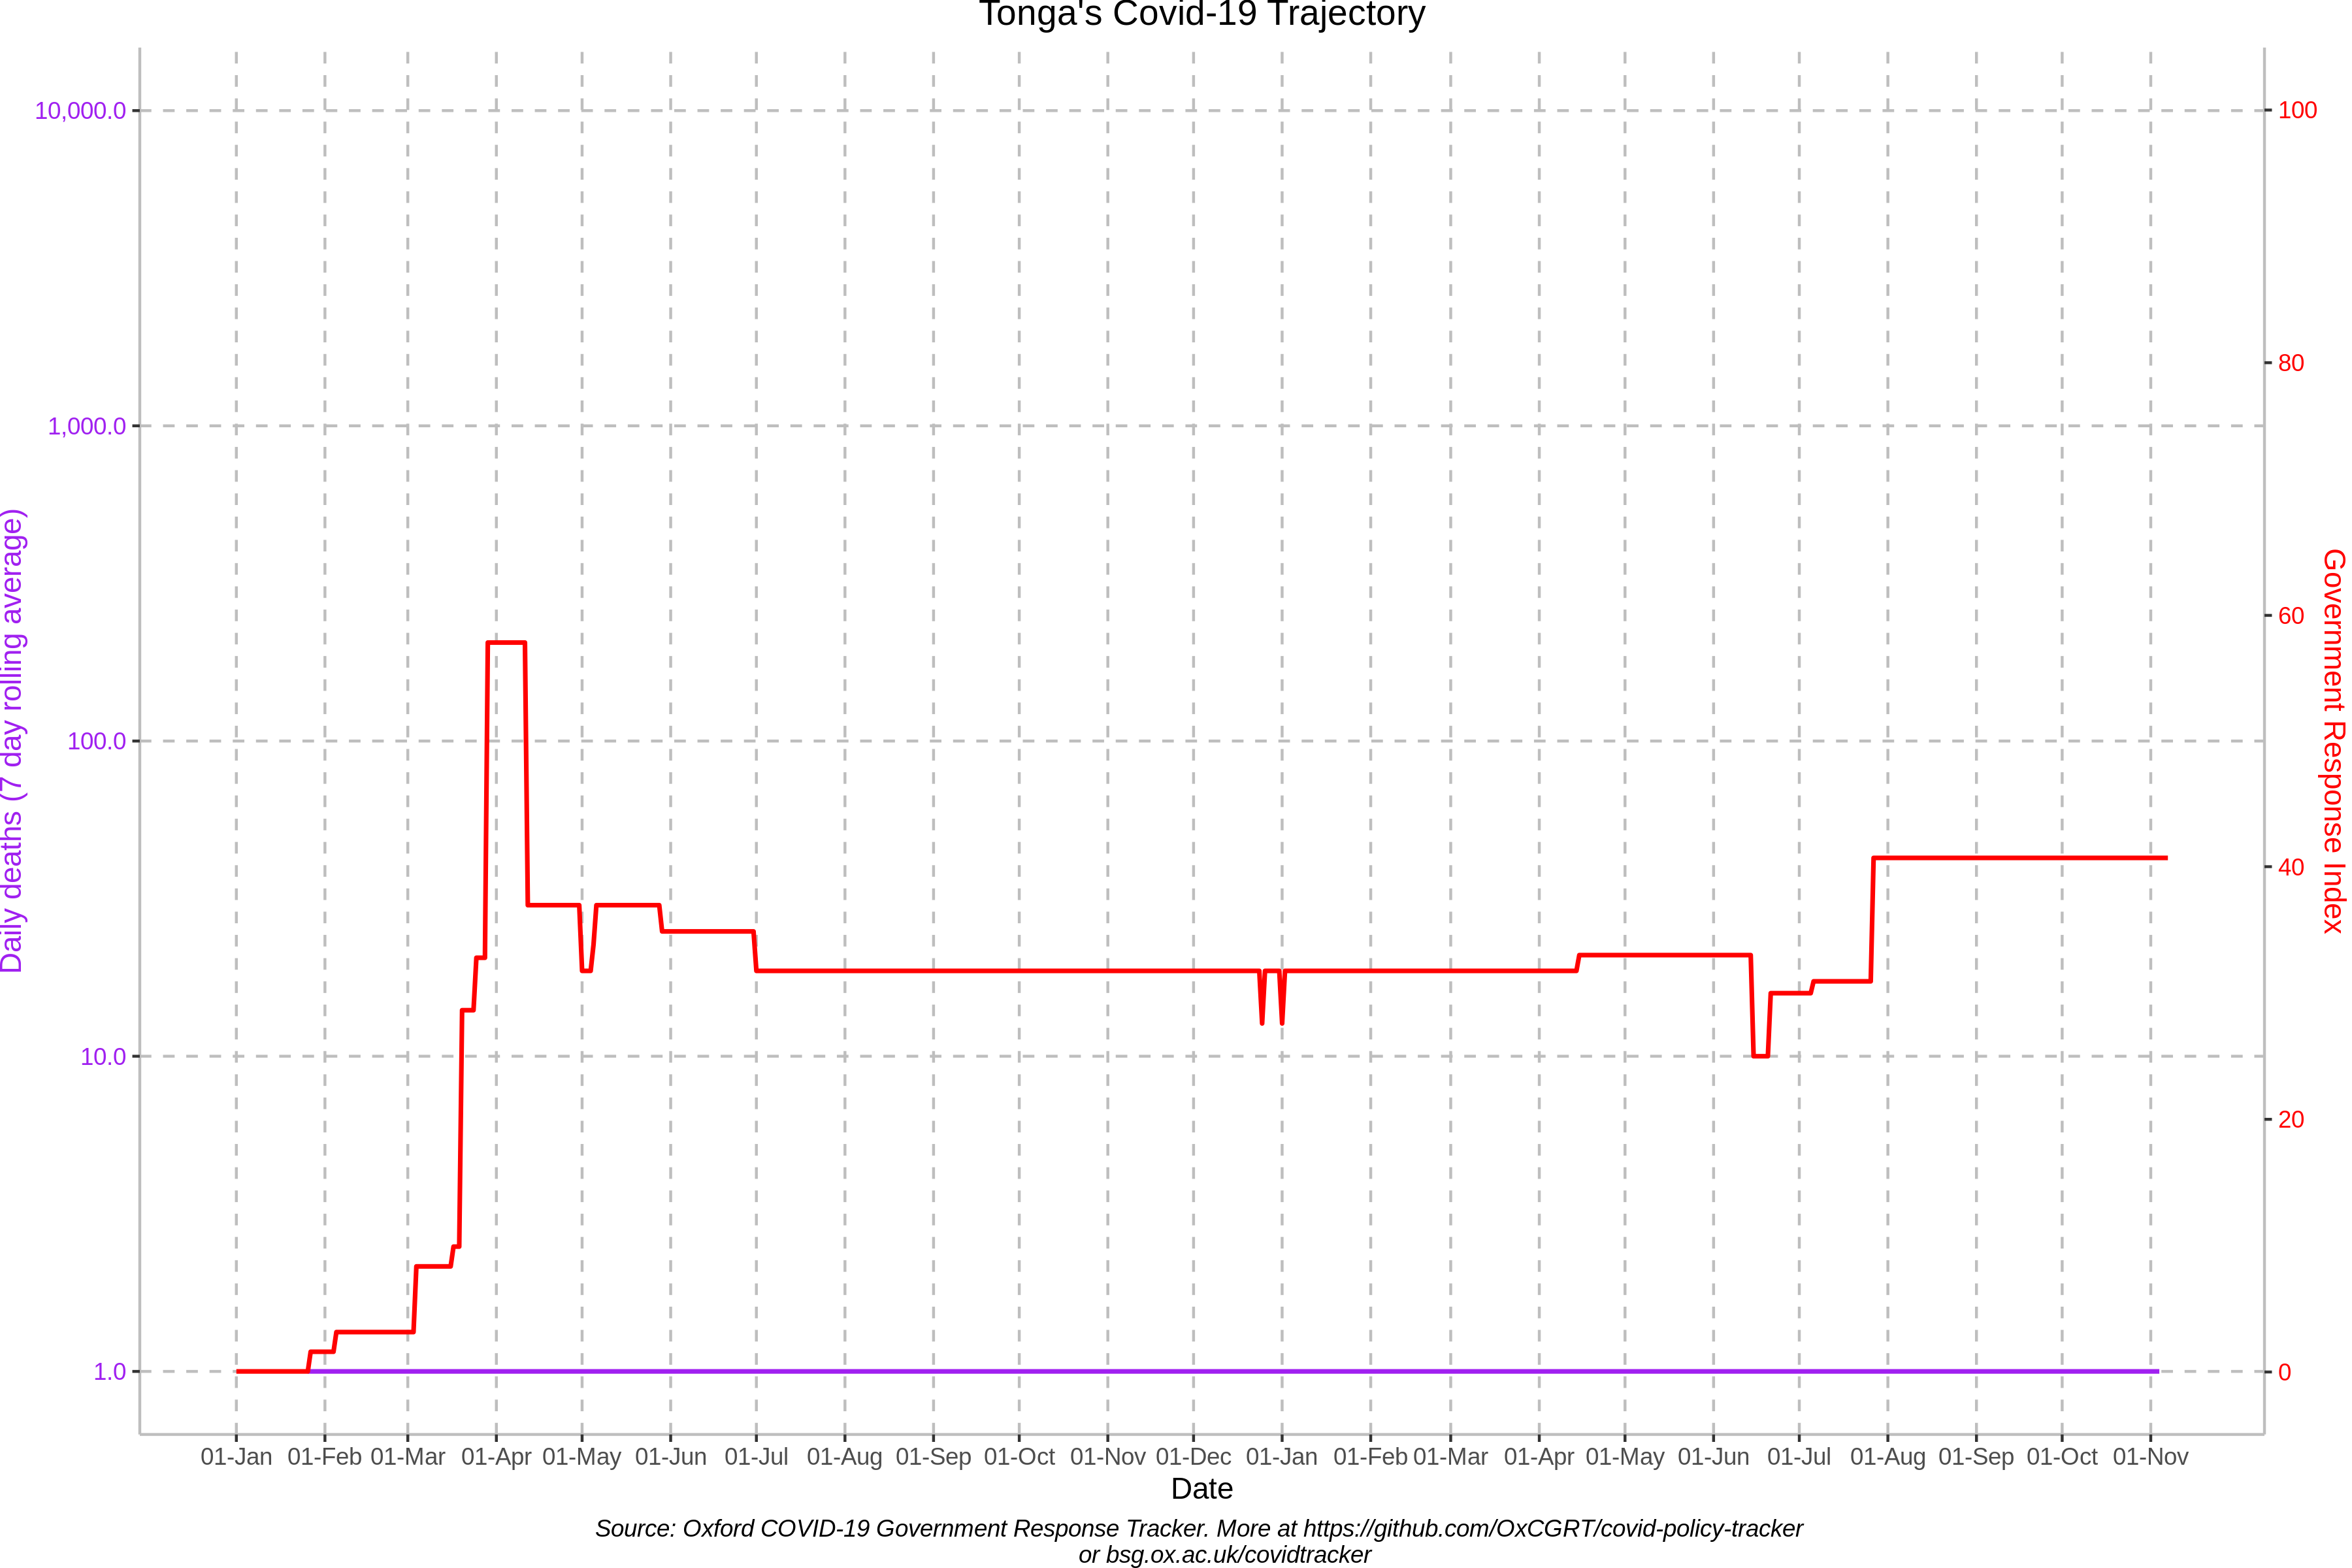 Tonga's Covid-19 Trajectory
10,000.0
1,000.0
100.0
10.0
1.0
Daily deaths (7 day rolling average)
100
80
60
40
20
0
Government Response Index
01-Jan 01-Feb 01-Mar 01-Apr 01-May 01-Jun 01-Jul 01-Aug 01-Sep 01-Oct 01-Nov 01-Dec 01-Jan 01-Feb 01-Mar 01-Apr 01-May 01-Jun 01-Jul 01-Aug 01-Sep 01-Oct 01-Nov
Date
Source: Oxford COVID-19 Government Response Tracker. More at https://github.com/OxCGRT/covid-policy-tracker
or bsg.ox.ac.uk/covidtracker